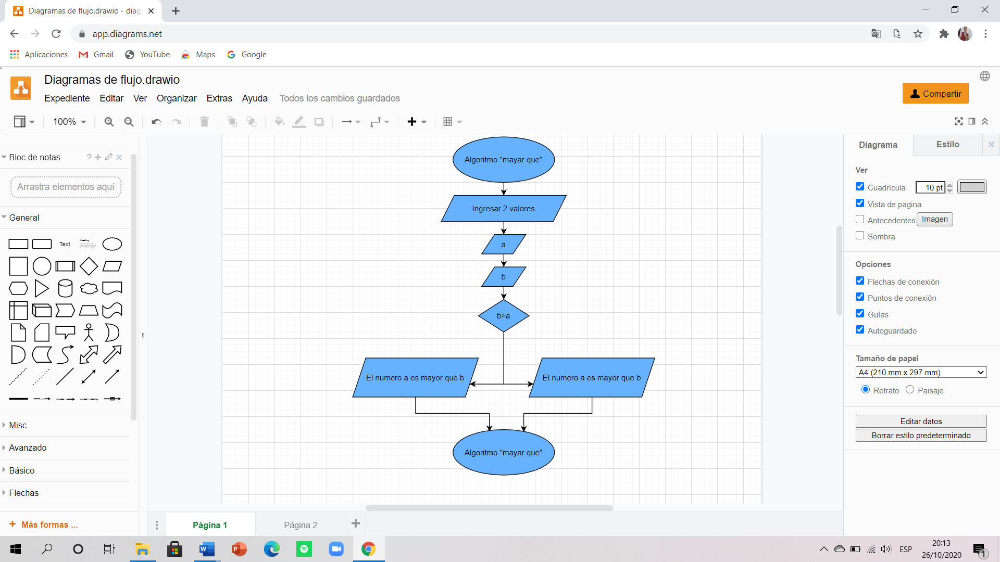 Diagramas de flujo.drawio - diag
app.diagrams.net
Aplicaciones
Gmail
YouTube
Maps
Google
Diagramas de flujo.drawio
Expediente
Editar
Ver
Organizar
Extras
Ayuda
Todos los cambios guardados
Compartir
100%
Bloc de notas
?
Arrastra elementos aquí
General
Text
Heading
Misc
Avanzado
Básico
Flechas
Más formas ...
Algoritmo "mayar que"
Ingresar 2 valores
a
b
b>a
El numero a es mayor que b
El numero a es mayor que b
Algoritmo "mayar que"
Página 1
Página 2
Diagrama
Estilo
Ver
Cuadrícula
10 pt
Vista de pagina
Antecedentes
Imagen
Sombra
Opciones
Flechas de conexión
Puntos de conexión
Guías
Autoguardado
Tamaño de papel
A4 (210 mm x 297 mm)
Retrato
Paisaje
Editar datos
Borrar estilo predeterminado
ESP
20:13
26/10/2020
1